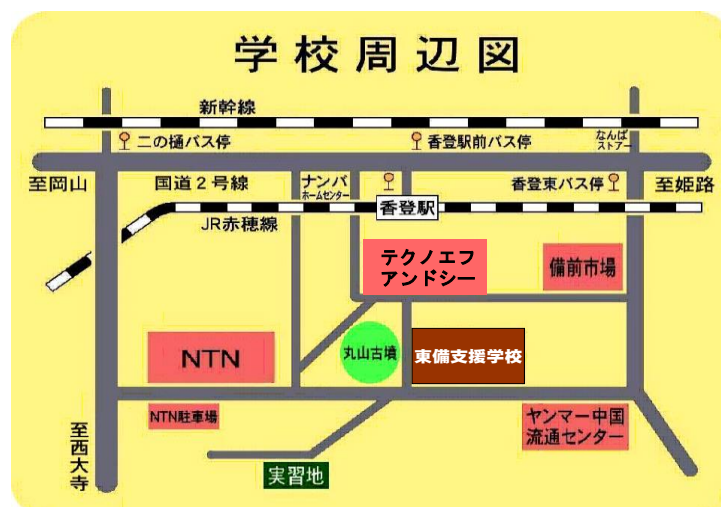 学校周辺図
新幹線
二の樋バス停
香登駅前バス停
なんば
ストアー
至岡山
国道2号線
ナンバ
ホームセンター
香登東バス停
至姫路
香登駅
JR赤穂線
テクノエフ
アンドシー
備前市場
NTN
丸山古墳
東備支援学校
NTN駐車場
ヤンマー中国
流通センター
至西大寺
実習地